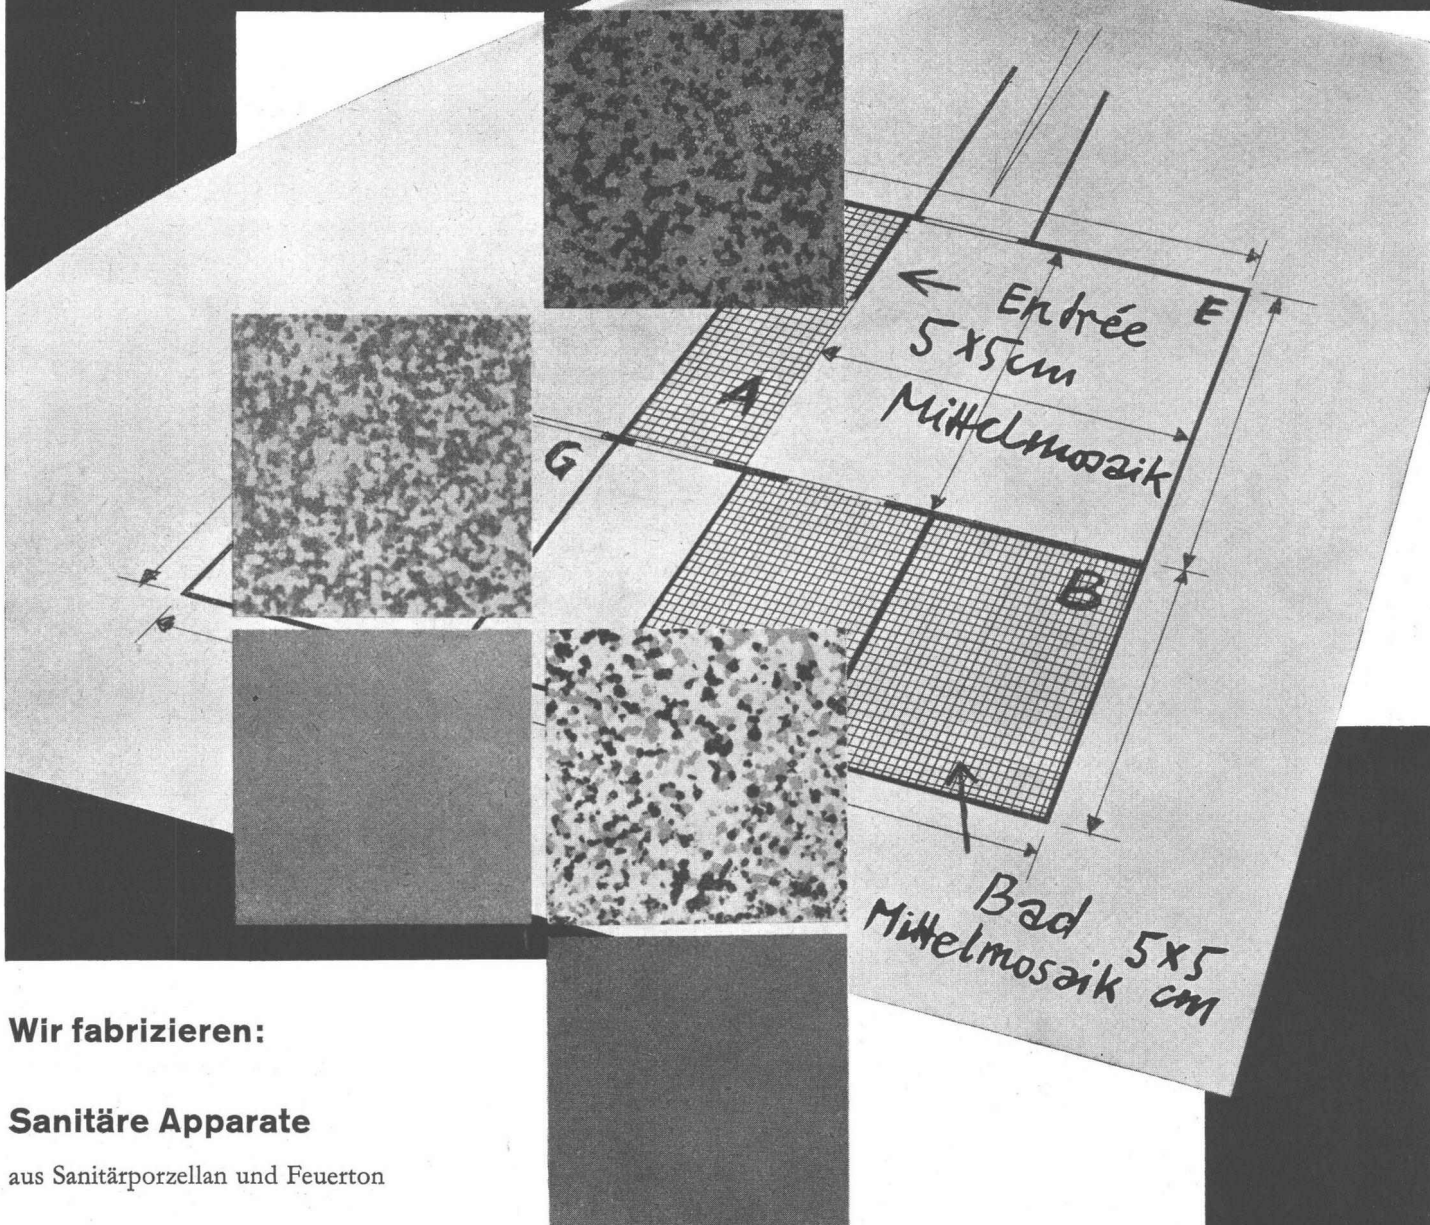 E
Entrée
5x5cm
Mittelmosaik
A
G
B
Bad
Mittelmosaik 5x5 cm
Wir fabrizieren:
Sanitäre Apparate
aus Sanitärporzellan und Feuerton